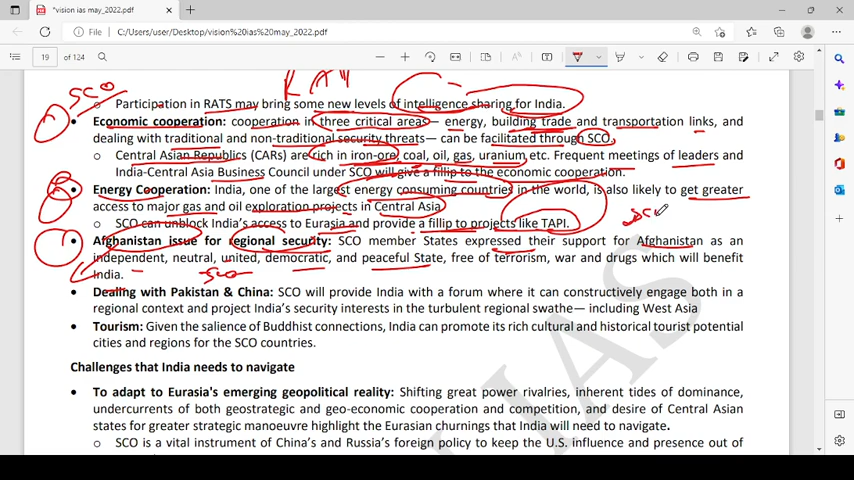 *vision ias may_2022.pdf
File
C:/Users/user/Desktop/vision%20ias%20may_2022.pdf
19 of 124
SCO
RAT
Participation in RATS may bring some new levels of intelligence sharing for India.
Economic cooperation: cooperation in three critical areas— energy, building trade and transportation links, and
dealing with traditional and non-traditional security threats— can be facilitated through SCO.
Central Asian Republics (CARs) are rich in iron-ore, coal, oil, gas, uranium, etc. Frequent meetings of leaders and
India-Central Asia Business Council under SCO will give a fillip to the economic cooperation.
Energy Cooperation: India, one of the largest energy consuming countries in the world, is also likely to get greater
access to major gas and oil exploration projects in Central Asia.
SCO can unblock India's access to Eurasia and provide a fillip to projects like TAPI.
Afghanistan issue for regional security: SCO member States expressed their support for Afghanistan as an
independent, neutral, united, democratic, and peaceful State, free of terrorism, war and drugs which will benefit
India.
SCO
Dealing with Pakistan & China: SCO will provide India with a forum where it can constructively engage both in a
regional context and project India's security interests in the turbulent regional swathe— including West Asia
Tourism: Given the salience of Buddhist connections, India can promote its rich cultural and historical tourist potential
cities and regions for the SCO countries.
Challenges that India needs to navigate
To adapt to Eurasia's emerging geopolitical reality: Shifting great power rivalries, inherent tides of dominance,
undercurrents of both geostrategic and geo-economic cooperation and competition, and desire of Central Asian
states for greater strategic manoeuvre highlight the Eurasian churnings that India will need to navigate.
SCO is a vital instrument of China's and Russia's foreign policy to keep the U.S. influence and presence out of
IAS